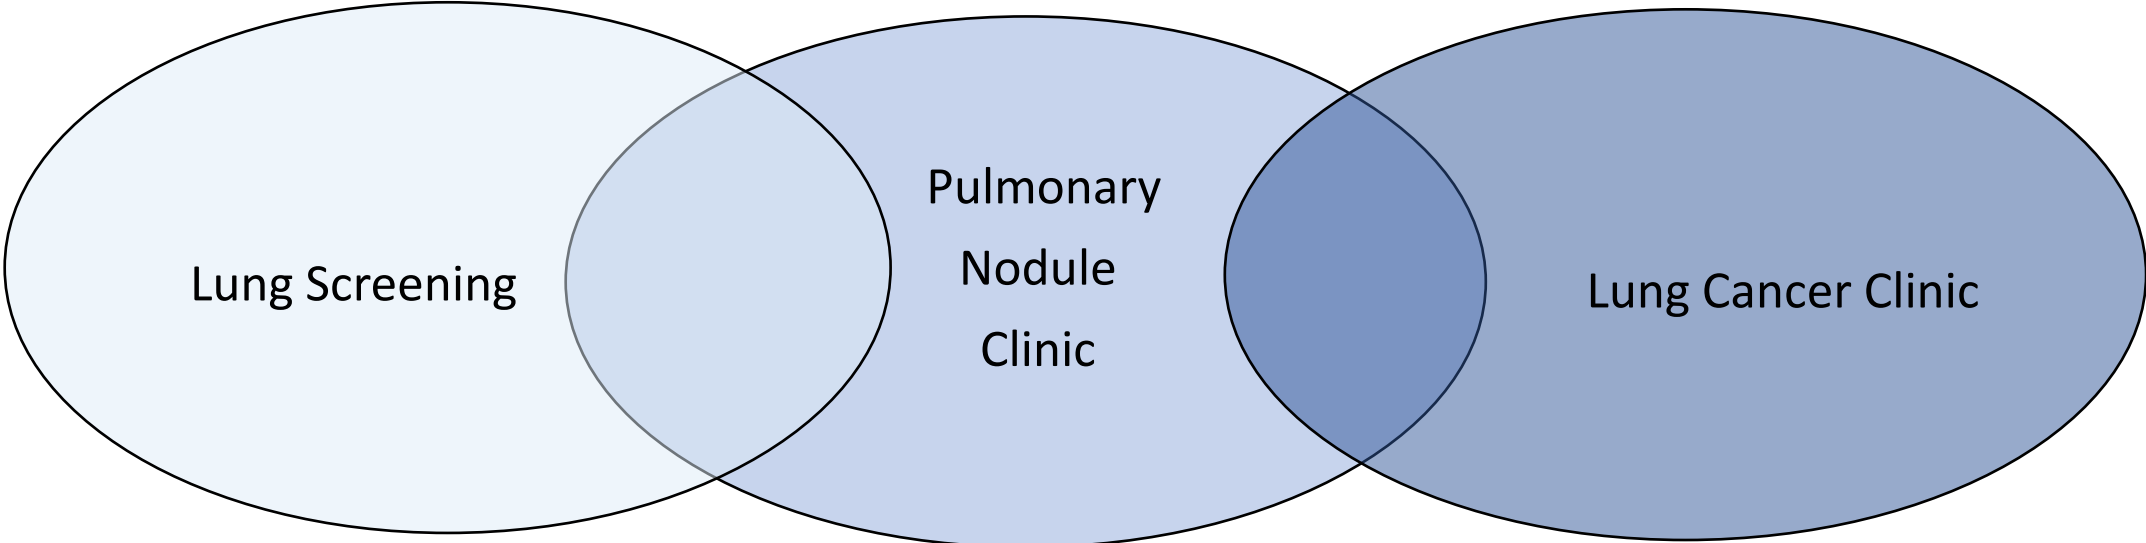 Lung Screening
Pulmonary
Nodule
Clinic
Lung Cancer Clinic